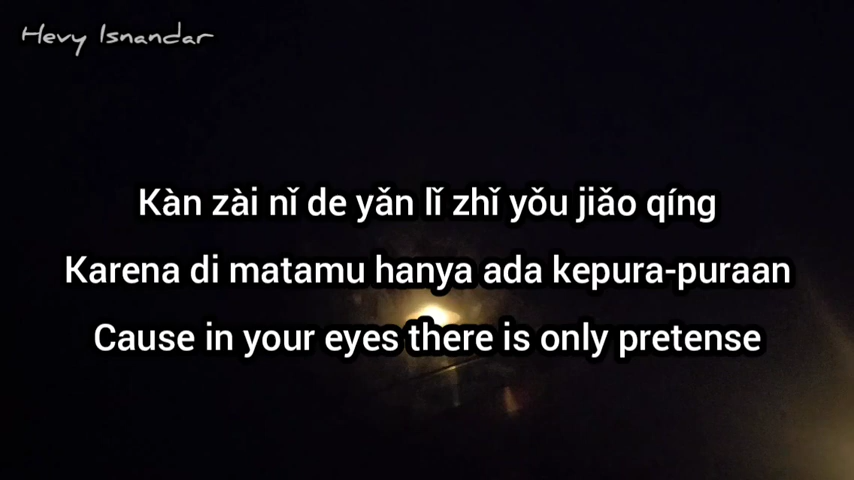 Hevy Isnandar
Kàn zài nǐ de yǎn lǐ zhǐ yǒu jiǎo qíng
Karena di matamu hanya ada kepura-puraan
Cause in your eyes there is only pretense